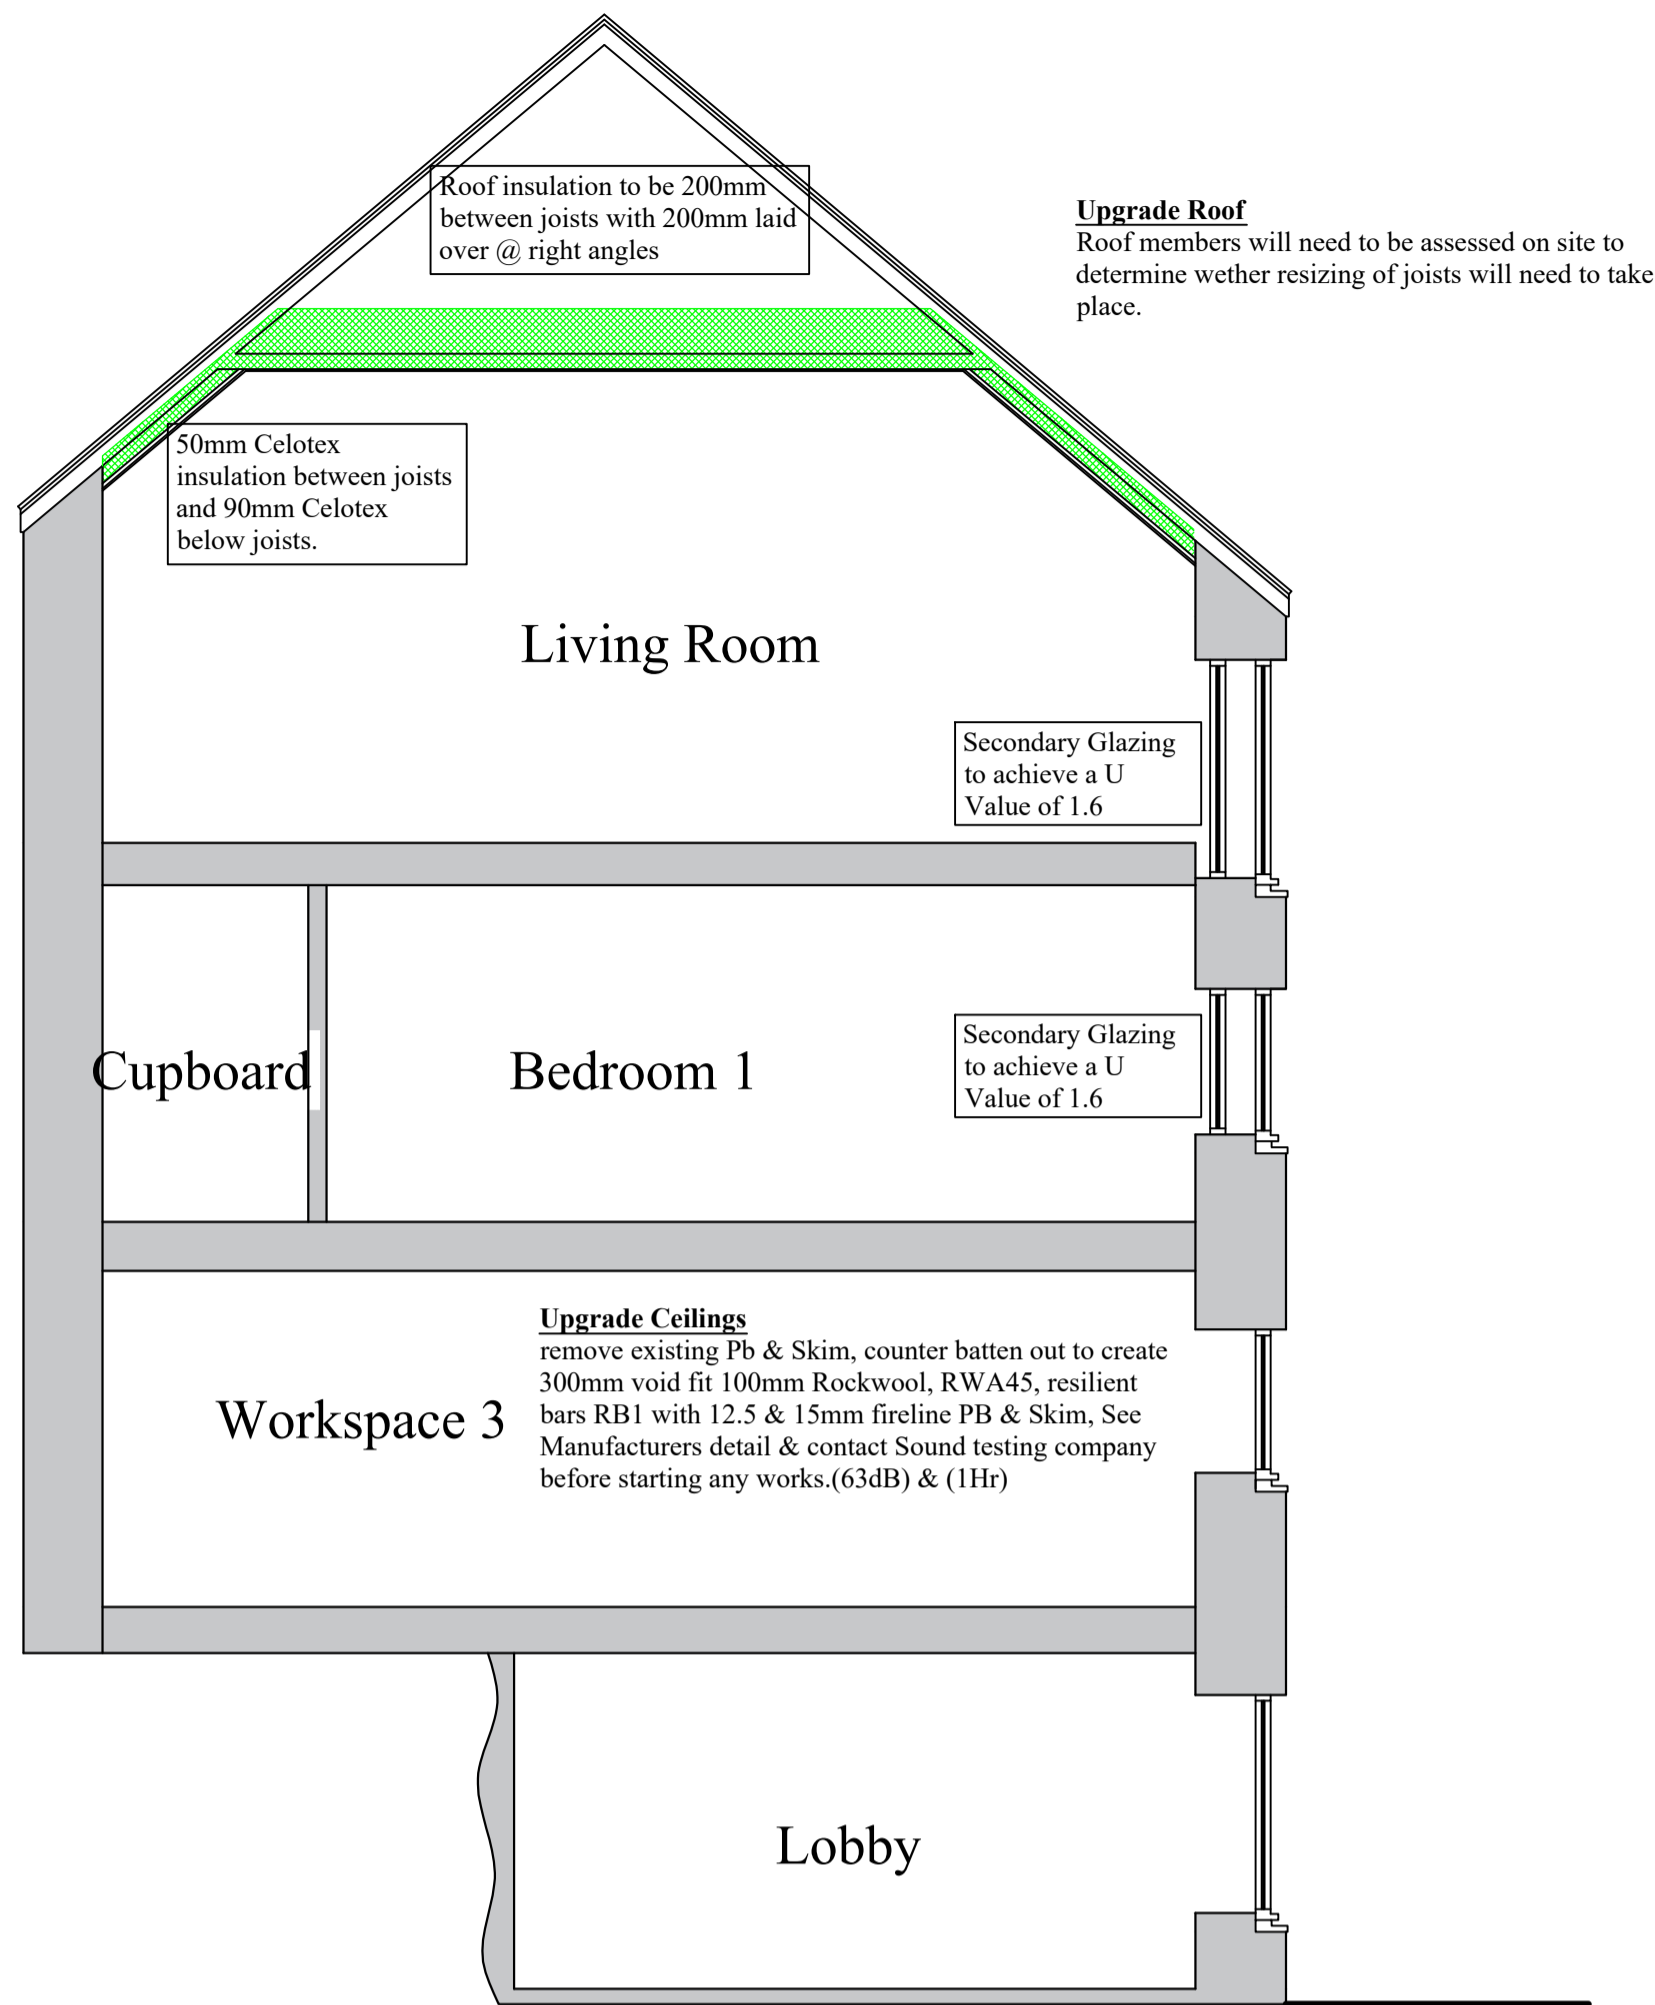 Roof insulation to be 200mm
between joists with 200mm laid
over @ right angles
Upgrade Roof
Roof members will need to be assessed on site to
determine wether resizing of joists will need to take
place.
50mm Celotex
insulation between joists
and 90mm Celotex
below joists.
Living Room
Secondary Glazing
to achieve a U
Value of 1.6
Cupboard
Bedroom 1
Secondary Glazing
to achieve a U
Value of 1.6
Upgrade Ceilings
remove existing Pb & Skim, counter batten out to create
300mm void fit 100mm Rockwool, RWA45, resilient
bars RB1 with 12.5 & 15mm fireline PB & Skim, See
Manufacturers detail & contact Sound testing company
before starting any works.(63dB) & (1Hr)
Workspace 3
Lobby